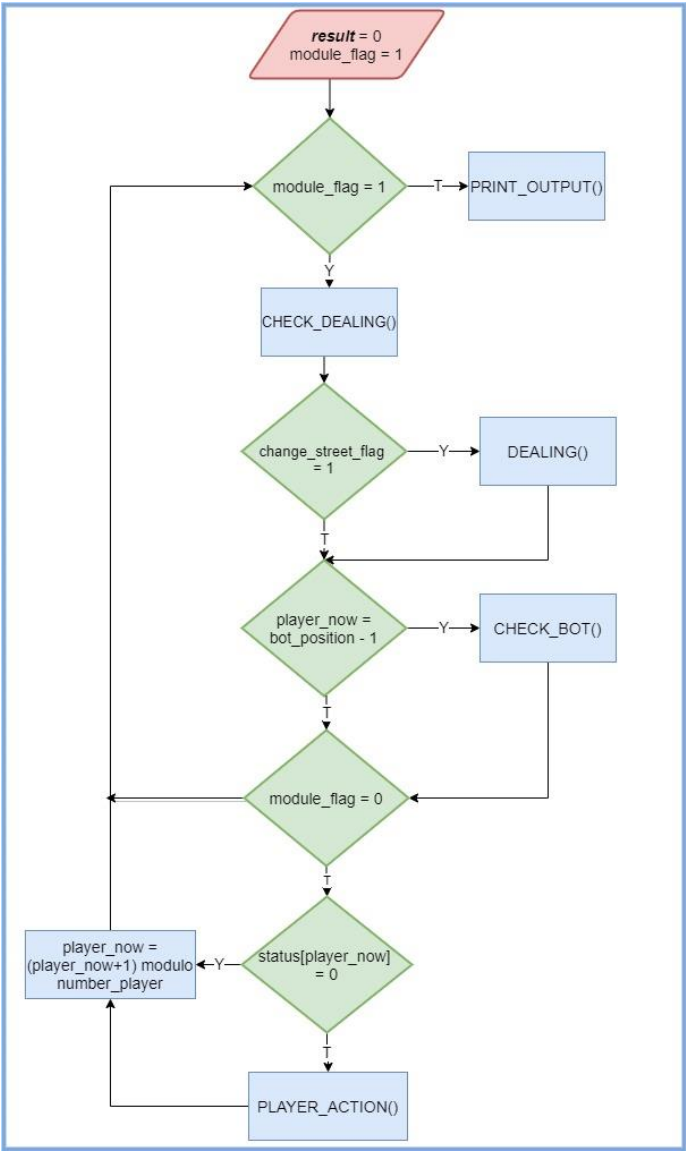 result = 0
module_flag = 1
module_flag = 1
T
PRINT_OUTPUT()
Y
CHECK_DEALING()
change_street_flag
= 1
Y
DEALING()
T
player_now =
bot_position - 1
Y
CHECK_BOT()
T
module_flag = 0
T
status[player_now]
= 0
Y
player_now =
(player_now+1) modulo
number_player
T
PLAYER_ACTION()